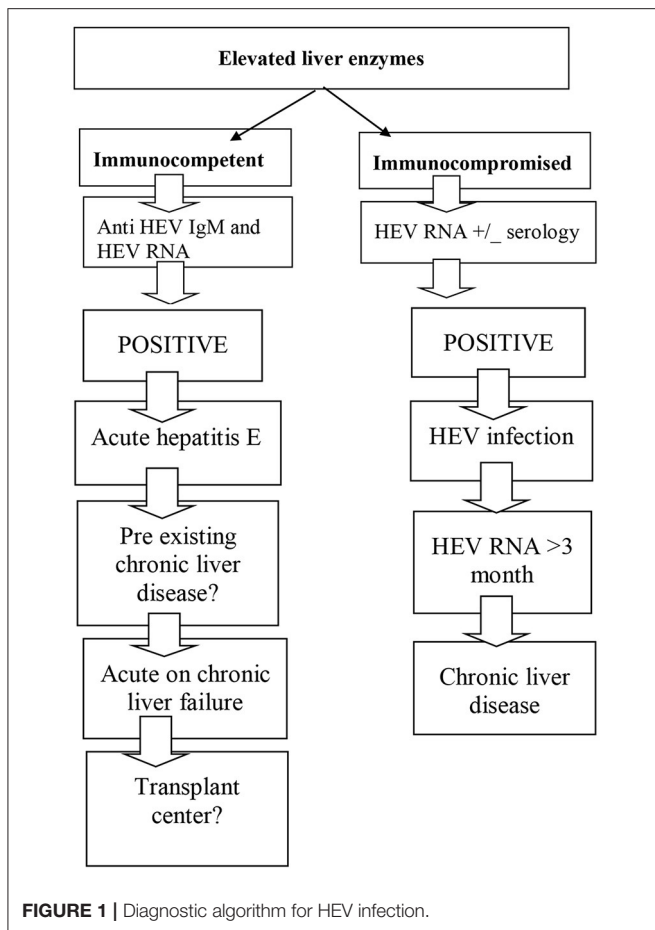 Elevated liver enzymes
Immunocompetent
Anti HEV IgM and
HEV RNA
POSITIVE
Acute hepatitis E
Pre existing
chronic liver
disease?
Acute on chronic
liver failure
Transplant
center?
Immunocompromised
HEV RNA +/_ serology
POSITIVE
HEV infection
HEV RNA >3
month
Chronic liver
disease
FIGURE 1 | Diagnostic algorithm for HEV infection.